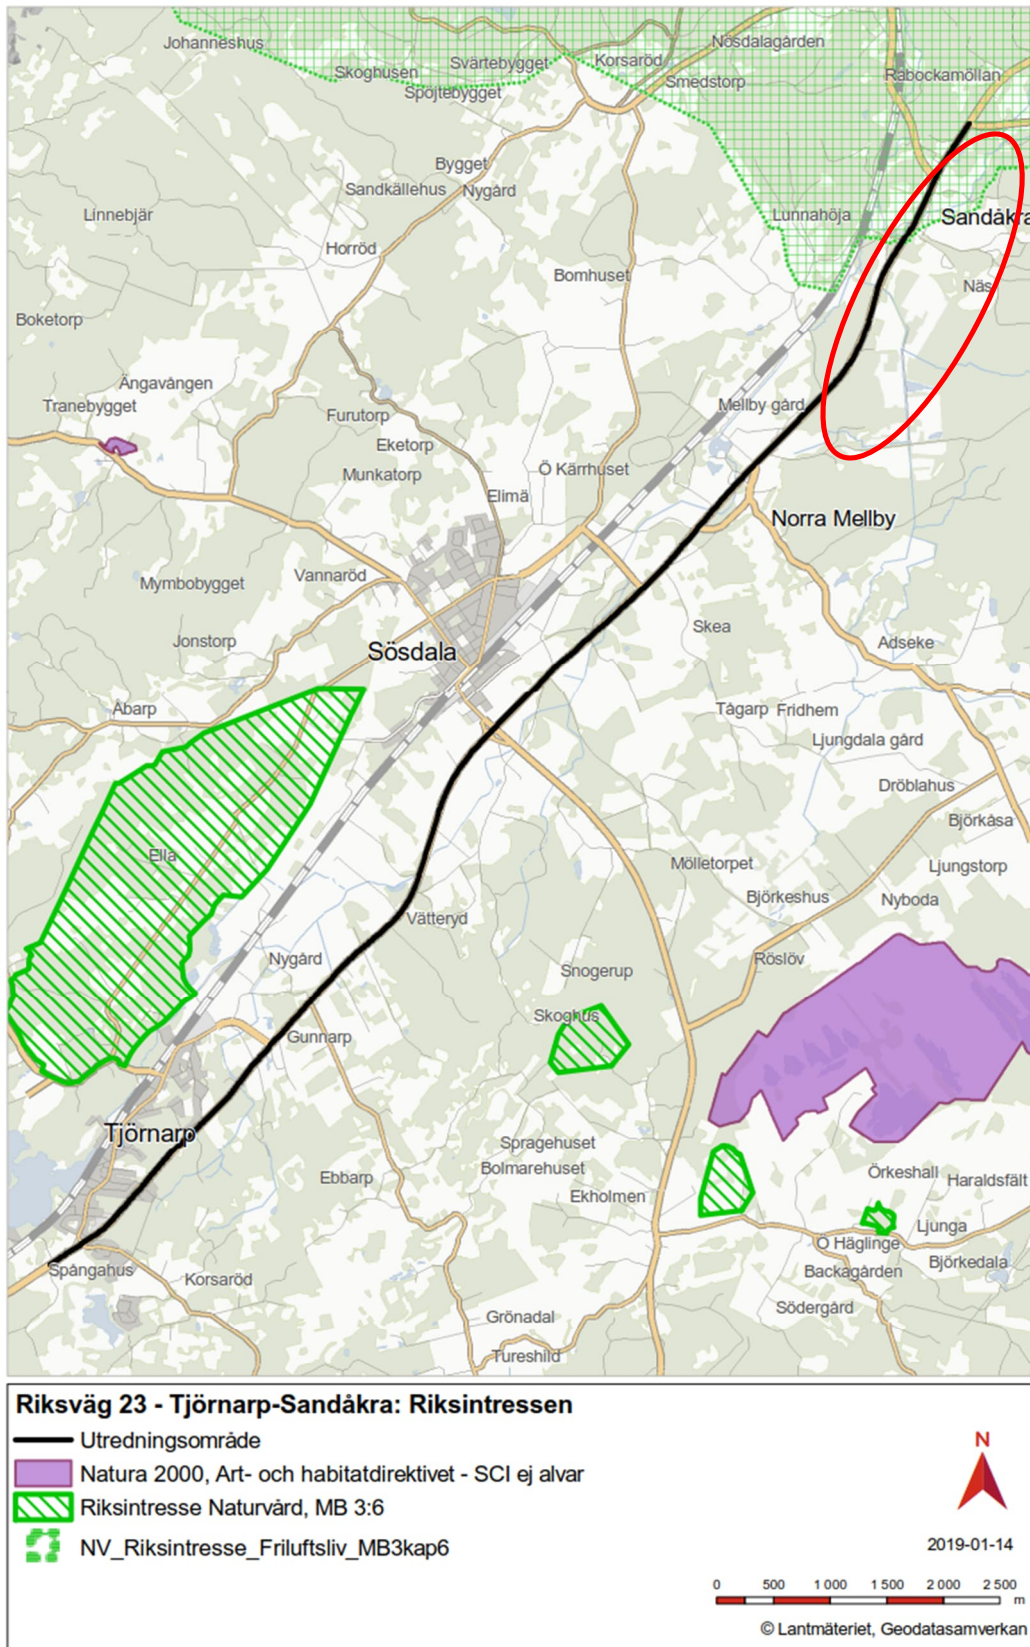 Johanneshus
Nösdalagården
Skoghusen
Svärtebygget
Korsaröd
Smedstorp
Råbockamöllan
Spöjtebygget
Bygget
Sandkällehus
Nygård
Linnebjär
Horröd
Lunnahöja
Sandåkra
Bomhuset
Näs
Boketorp
Ängavången
Tranebygget
Furutorp
Mellby gård
Eketorp
Munkatorp
Ö Kärrhuset
Elimä
Norra Mellby
Vannaröd
Mymbobygget
Jonstorp
Sösdala
Skea
Adseke
Åbarp
Tågarp
Fridhem
Ljungdala gård
Dröblahus
Björkåsa
Ella
Mölletorpet
Ljungstorp
Björkeshus
Nyboda
Vätteryd
Nygård
Snogerup
Röslöv
Skoghus
Gunnarp
Tjörnarp
Spragehuset
Bolmarehuset
Ebbarp
Ekholmen
Örkeshall
Haraldsfält
Ljunga
Ö Häglinge
Björkedala
Spångahus
Korsaröd
Backagården
Södergård
Grönadal
Tureshild
Riksväg 23 - Tjörnarp-Sandåkra: Riksintressen
Utredningsområde
Natura 2000, Art- och habitatdirektivet - SCI ej alvar
Riksintresse Naturvård, MB 3:6
NV_Riksintresse_Friluftsliv_MB3kap6
N
2019-01-14
0 500 1 000 1 500 2 000 2 500
m
© Lantmäteriet, Geodatasamverkan